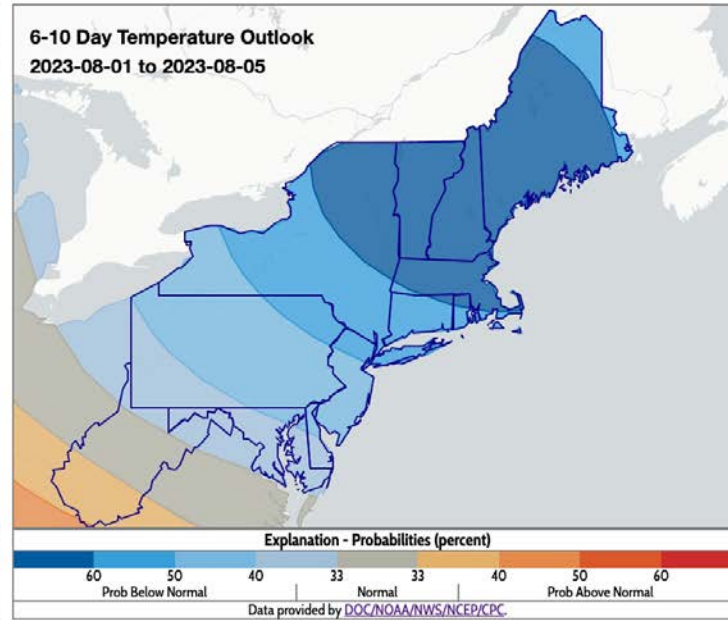 6-10 Day Temperature Outlook
2023-08-01 to 2023-08-05
Explanation - Probabilities (percent)
60 50 40 33 33 40 50 60
Prob Below Normal | Normal | Prob Above Normal
Data provided by DOC/NOAA/NWS/NCEP/CPC.